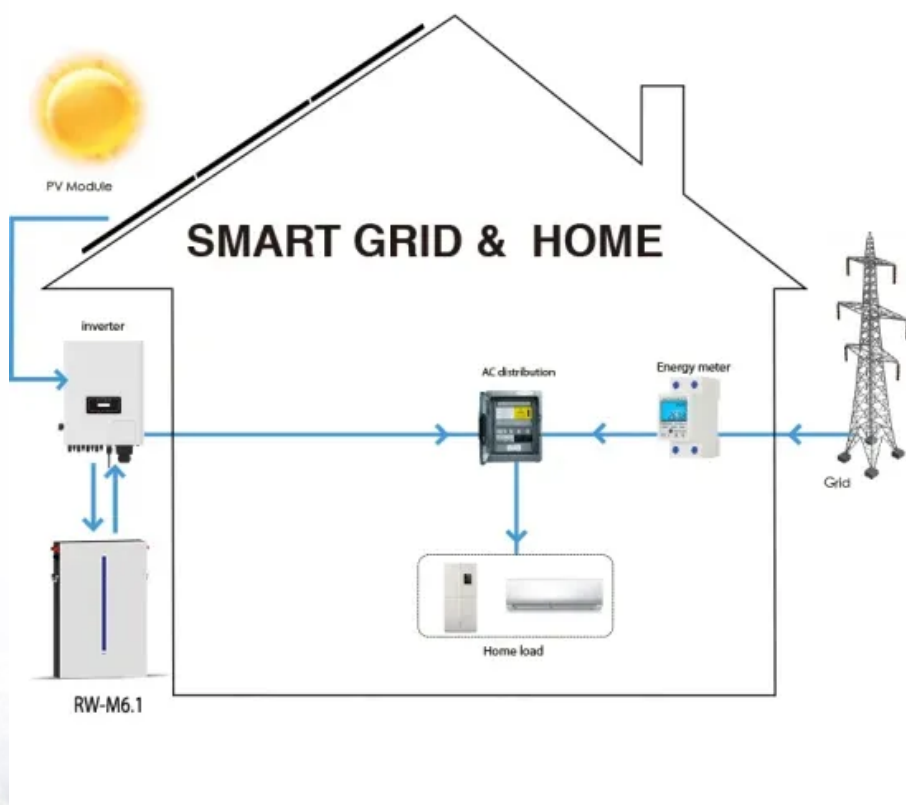 PV Module
SMART GRID & HOME
inverter
AC distribution
Energy meter
Grid
Home load
RW-M6.1